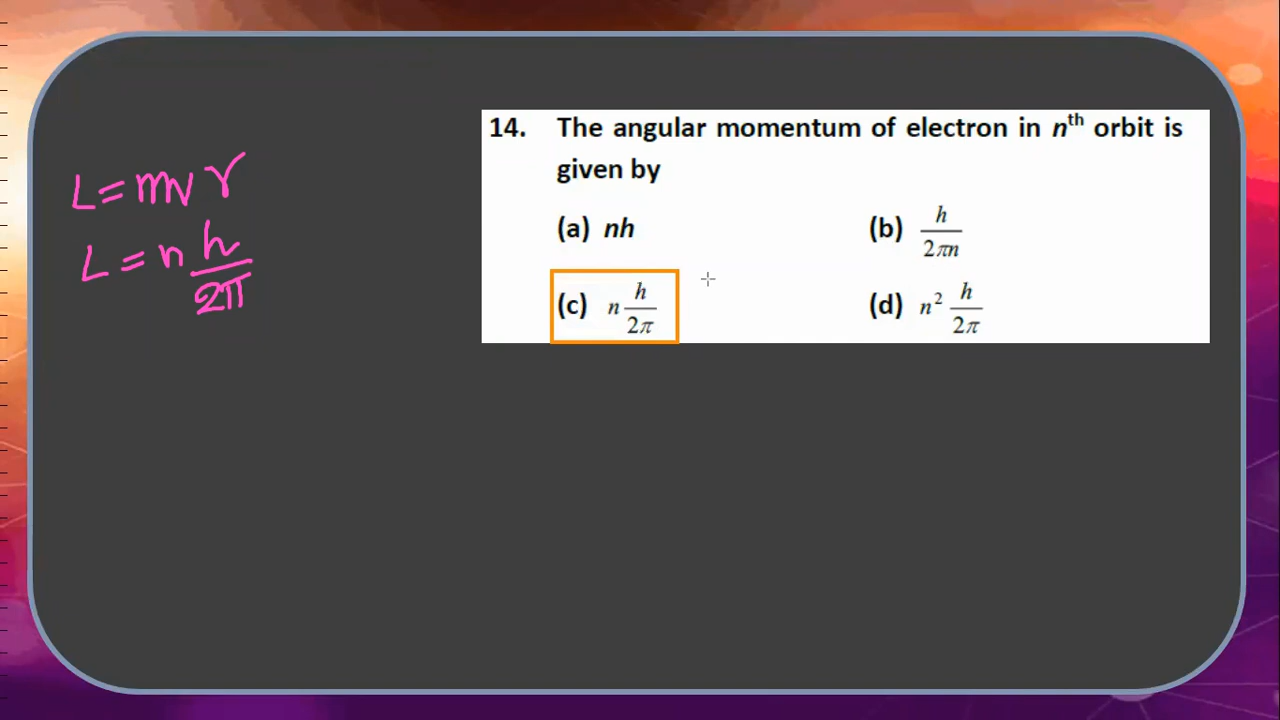 L = mvr
L = n h/2π
14. The angular momentum of electron in nth orbit is
given by
(a) nh (b) h/2πn
(c) n h/2π (d) n² h/2π